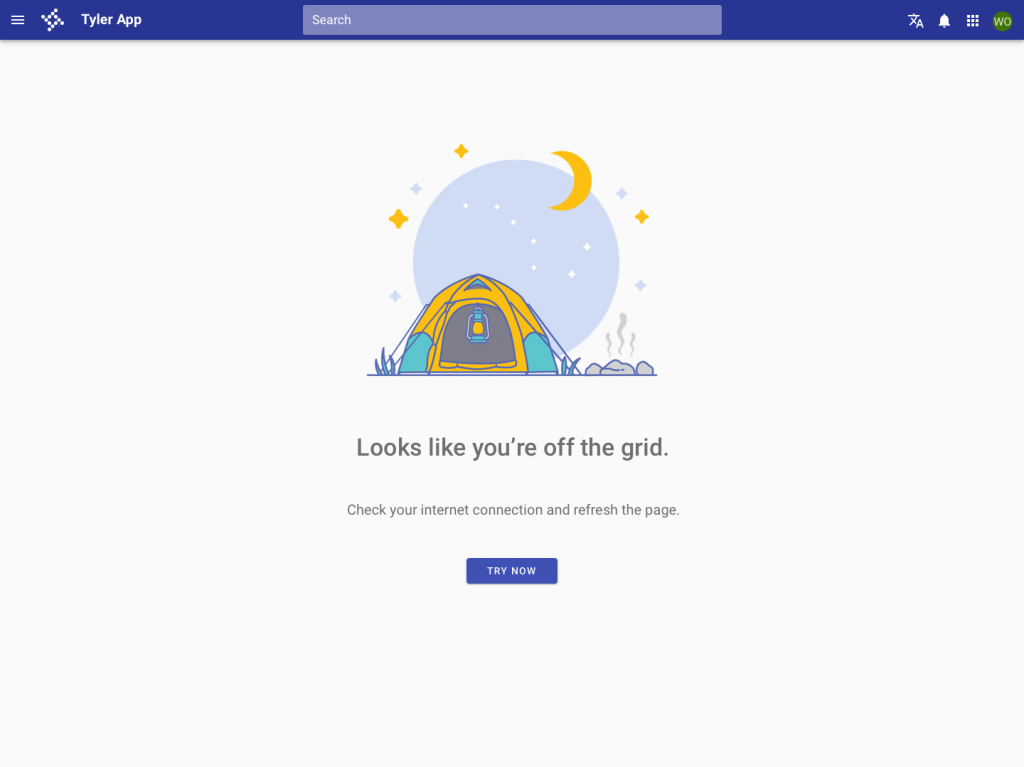 Tyler App
Search
WO
Looks like you’re off the grid.
Check your internet connection and refresh the page.
TRY NOW